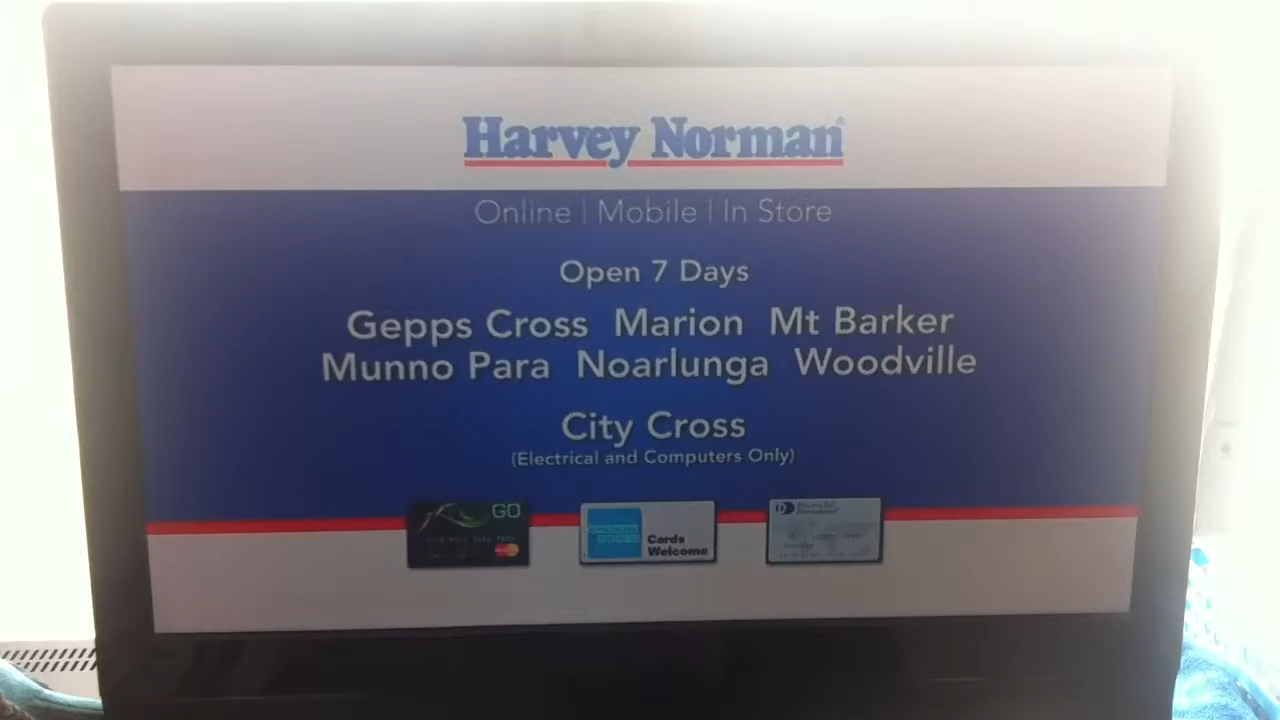 Harvey Norman®
Online | Mobile | In Store
Open 7 Days
Gepps Cross Marion Mt Barker
Munno Para Noarlunga Woodville
City Cross
(Electrical and Computers Only)
GO
Cards
Welcome